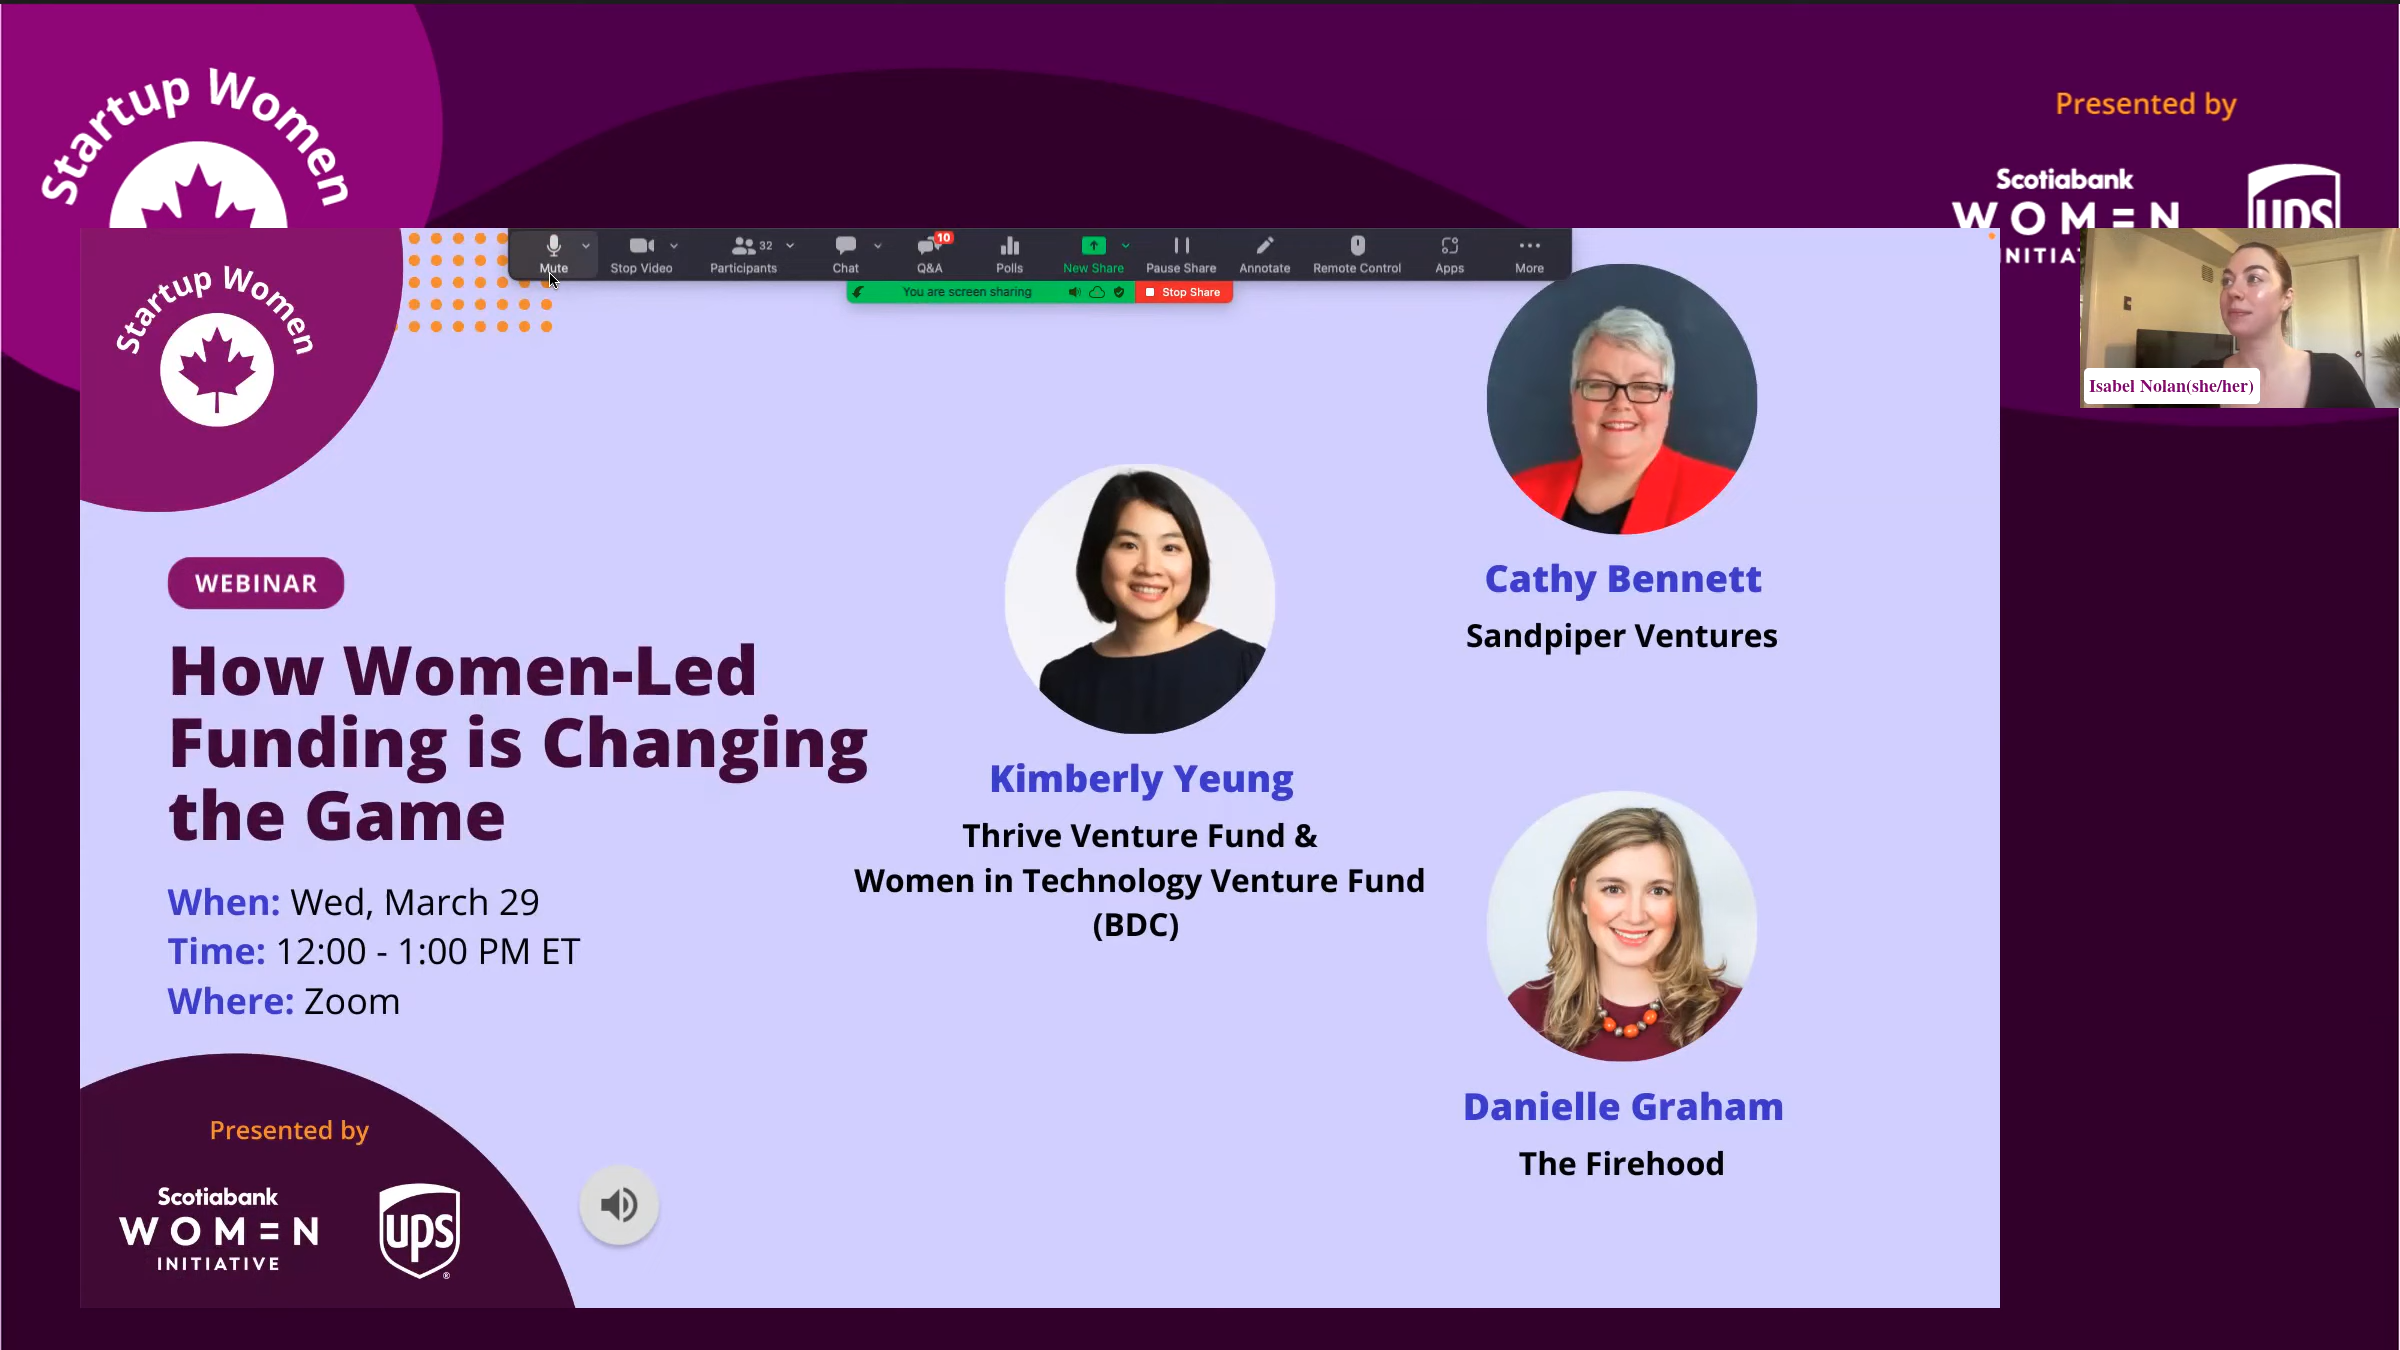 Startup Women
Presented by
Scotiabank
WOMEN
INITIA
ups
Mute
Stop Video
Participants
32
Chat
Q&A
10
Polls
New Share
Pause Share
Annotate
Remote Control
Apps
More
You are screen sharing
Stop Share
Isabel Nolan(she/her)
Startup Women
WEBINAR
How Women-Led
Funding is Changing
the Game
When: Wed, March 29
Time: 12:00 - 1:00 PM ET
Where: Zoom
Kimberly Yeung
Thrive Venture Fund &
Women in Technology Venture Fund
(BDC)
Cathy Bennett
Sandpiper Ventures
Danielle Graham
The Firehood
Presented by
Scotiabank
WOMEN
INITIATIVE
ups
®